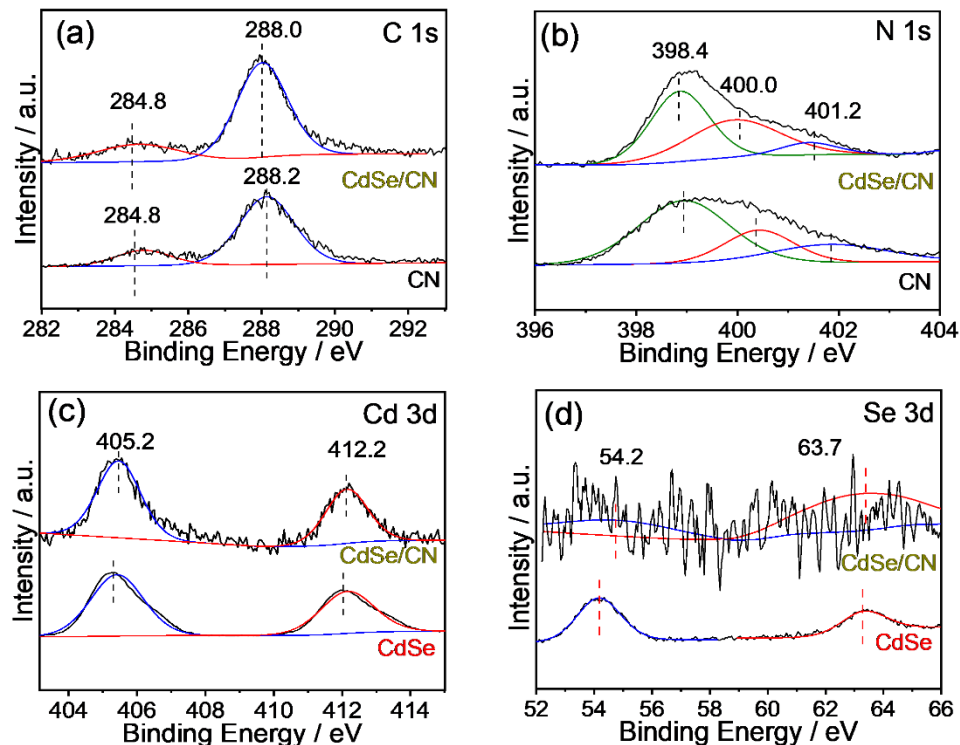 (a)
C 1s
288.0
284.8
CdSe/CN
288.2
284.8
CN
Intensity / a.u.
282 284 286 288 290 292
Binding Energy / eV
(b)
N 1s
398.4
400.0
401.2
CdSe/CN
CN
Intensity / a.u.
396 398 400 402 404
Binding Energy / eV
(c)
Cd 3d
405.2
412.2
CdSe/CN
CdSe
Intensity / a.u.
404 406 408 410 412 414
Binding Energy / eV
(d)
Se 3d
54.2
63.7
CdSe/CN
CdSe
Intensity / a.u.
52 54 56 58 60 62 64 66
Binding Energy / eV